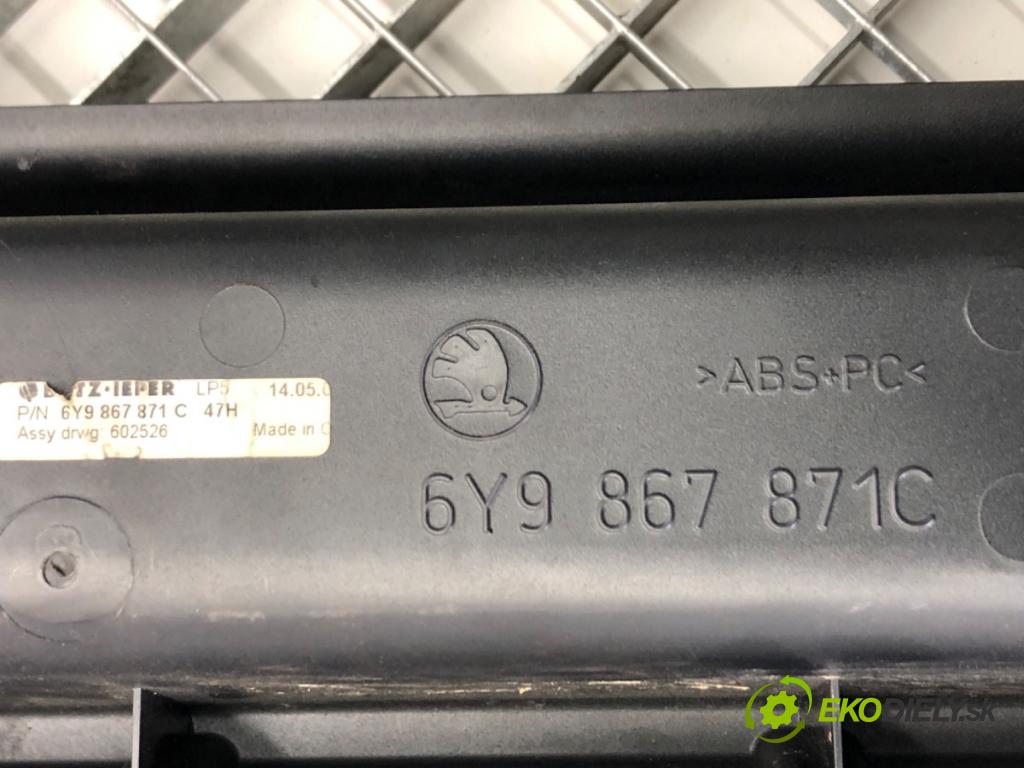 LP5 14.05.0
P/N 6Y9 867 871 C 47H
Assy drwg: 602526 Made in
>ABS+PC<
6Y9 867 871C
EKODIELY.SK